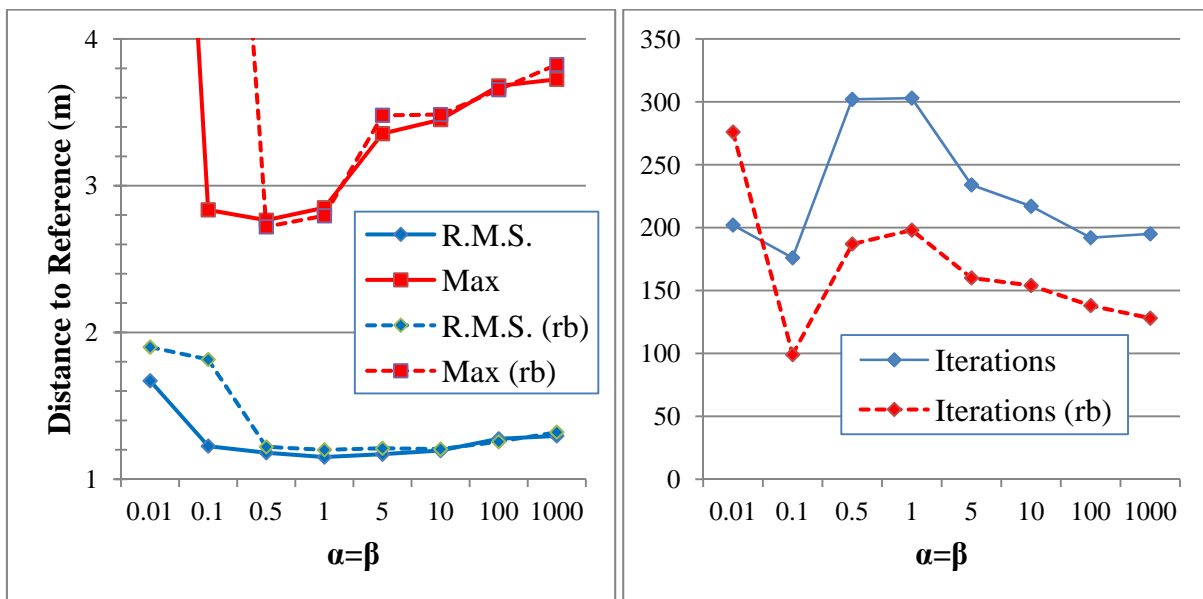 4
3
2
1
Distance to Reference (m)
R.M.S.
Max
R.M.S. (rb)
Max (rb)
0.01 0.1 0.5 1 5 10 100 1000
α=β
350
300
250
200
150
100
50
0
Iterations
Iterations (rb)
0.01 0.1 0.5 1 5 10 100 1000
α=β